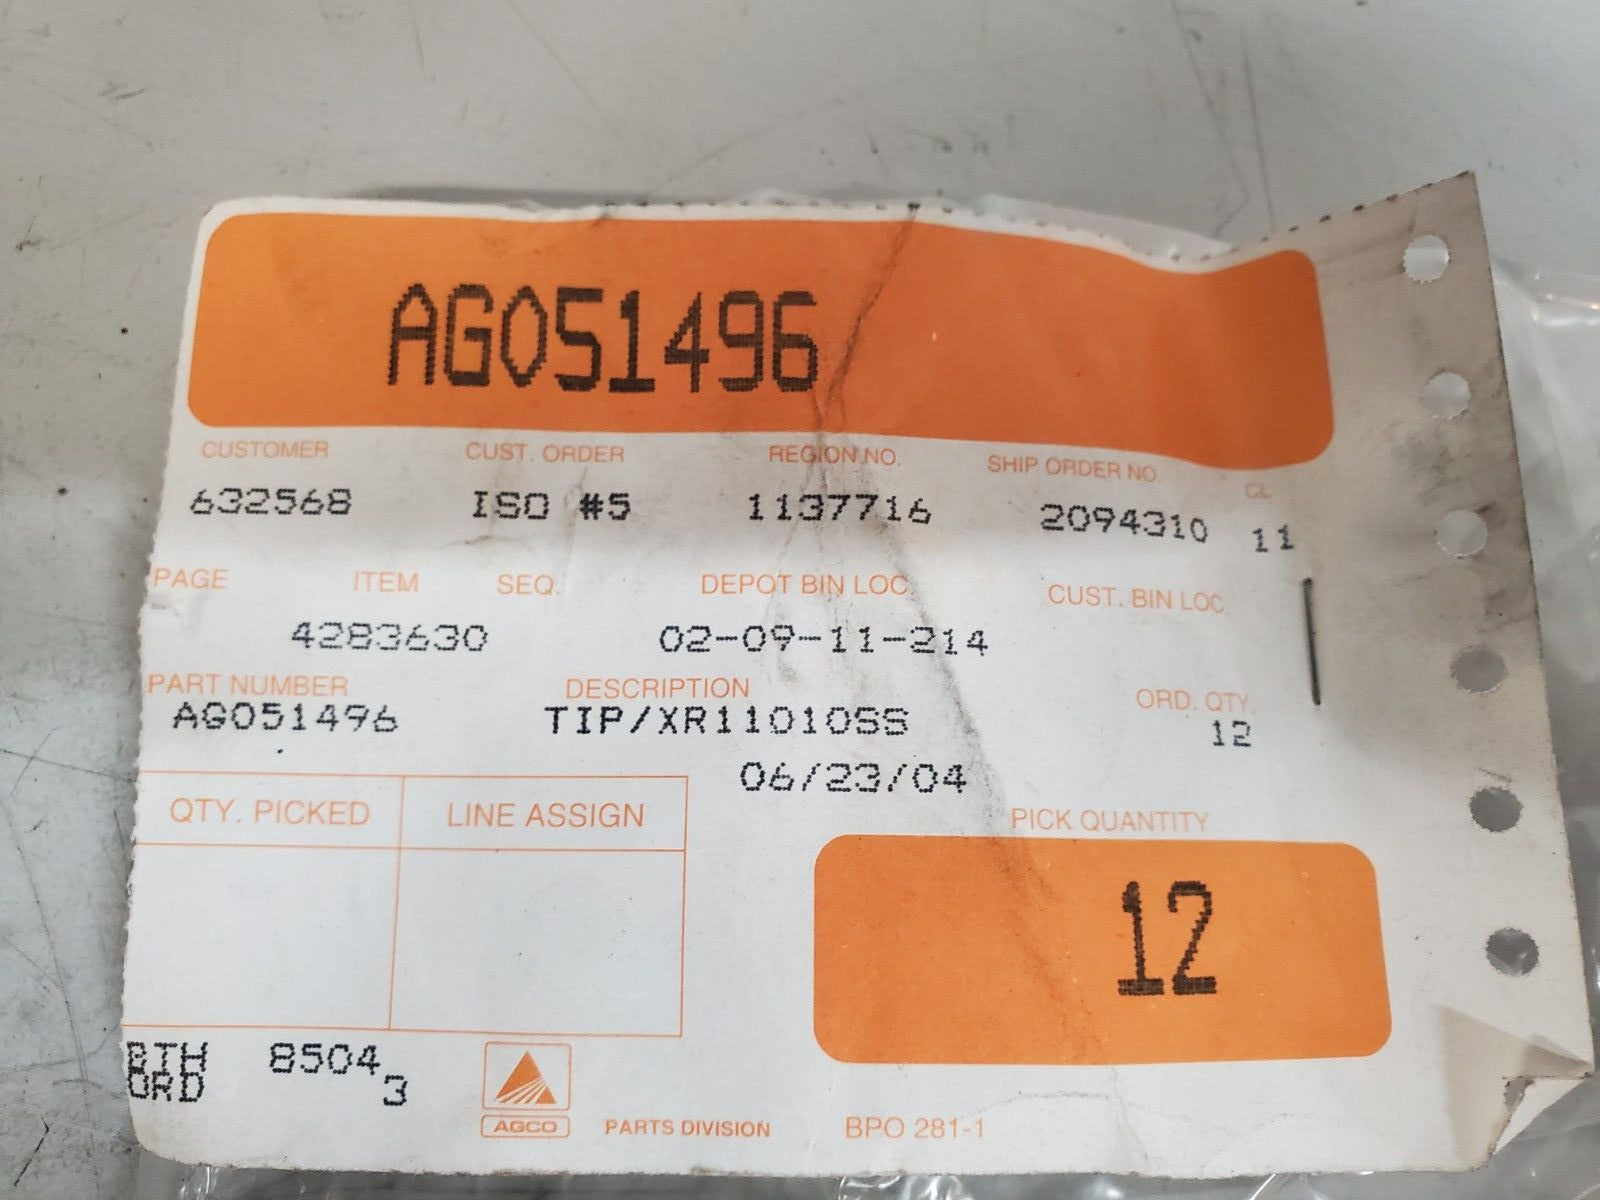 AG051496
CUSTOMER CUST. ORDER REGION NO. SHIP ORDER NO. CL
632568 ISO #5 1137716 2094310 11
PAGE ITEM SEQ. DEPOT BIN LOC CUST. BIN LOC
4283630 02-09-11-214
PART NUMBER DESCRIPTION ORD. QTY.
AG051496 TIP/XR11010SS 12
06/23/04
QTY. PICKED LINE ASSIGN PICK QUANTITY
12
BTH 8504
ORD 3
AGCO PARTS DIVISION BPO 281-1